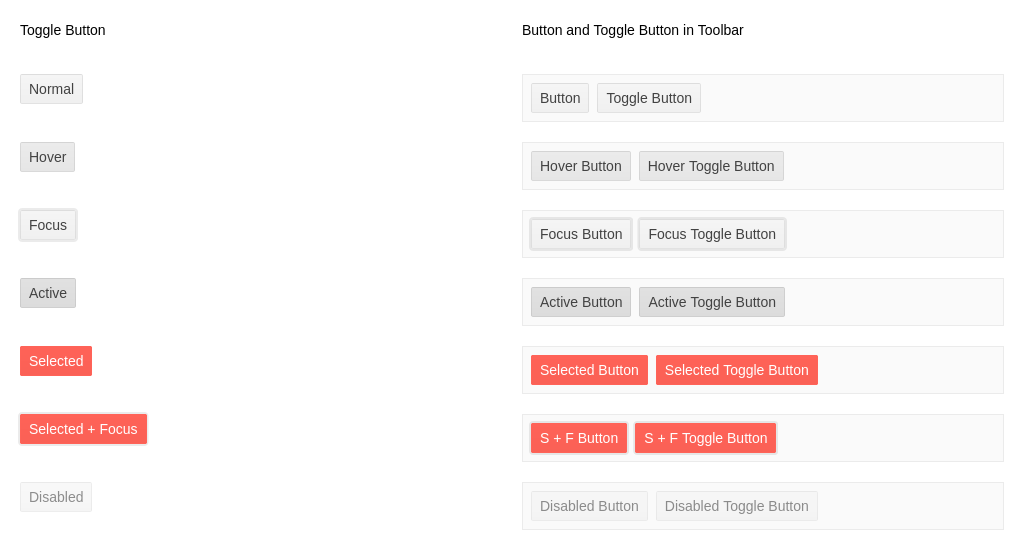 Toggle Button
Button and Toggle Button in Toolbar
Normal
Button Toggle Button
Hover
Hover Button Hover Toggle Button
Focus
Focus Button Focus Toggle Button
Active
Active Button Active Toggle Button
Selected
Selected Button Selected Toggle Button
Selected + Focus
S + F Button S + F Toggle Button
Disabled
Disabled Button Disabled Toggle Button